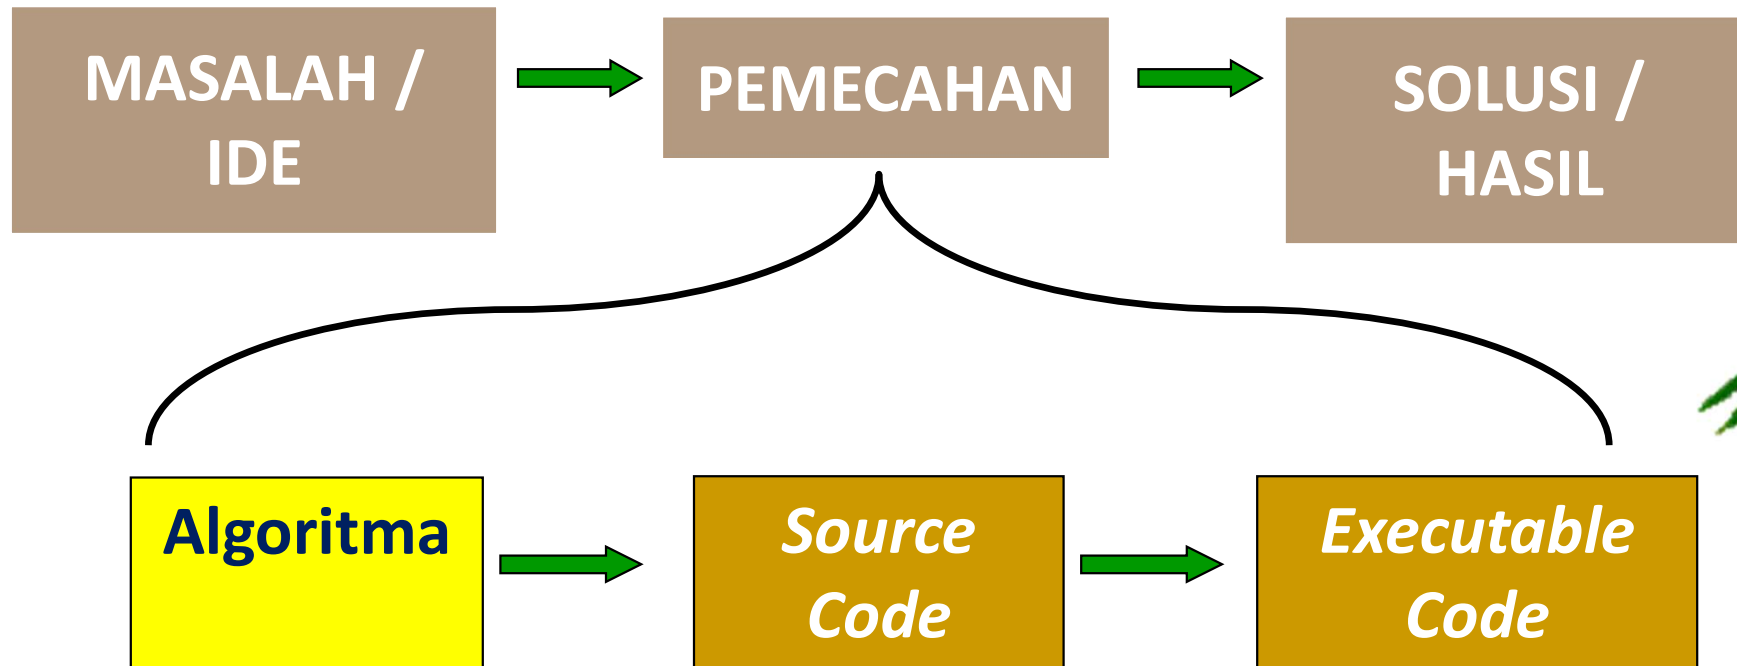 MASALAH /
IDE
PEMECAHAN
SOLUSI /
HASIL
Algoritma
Source
Code
Executable
Code